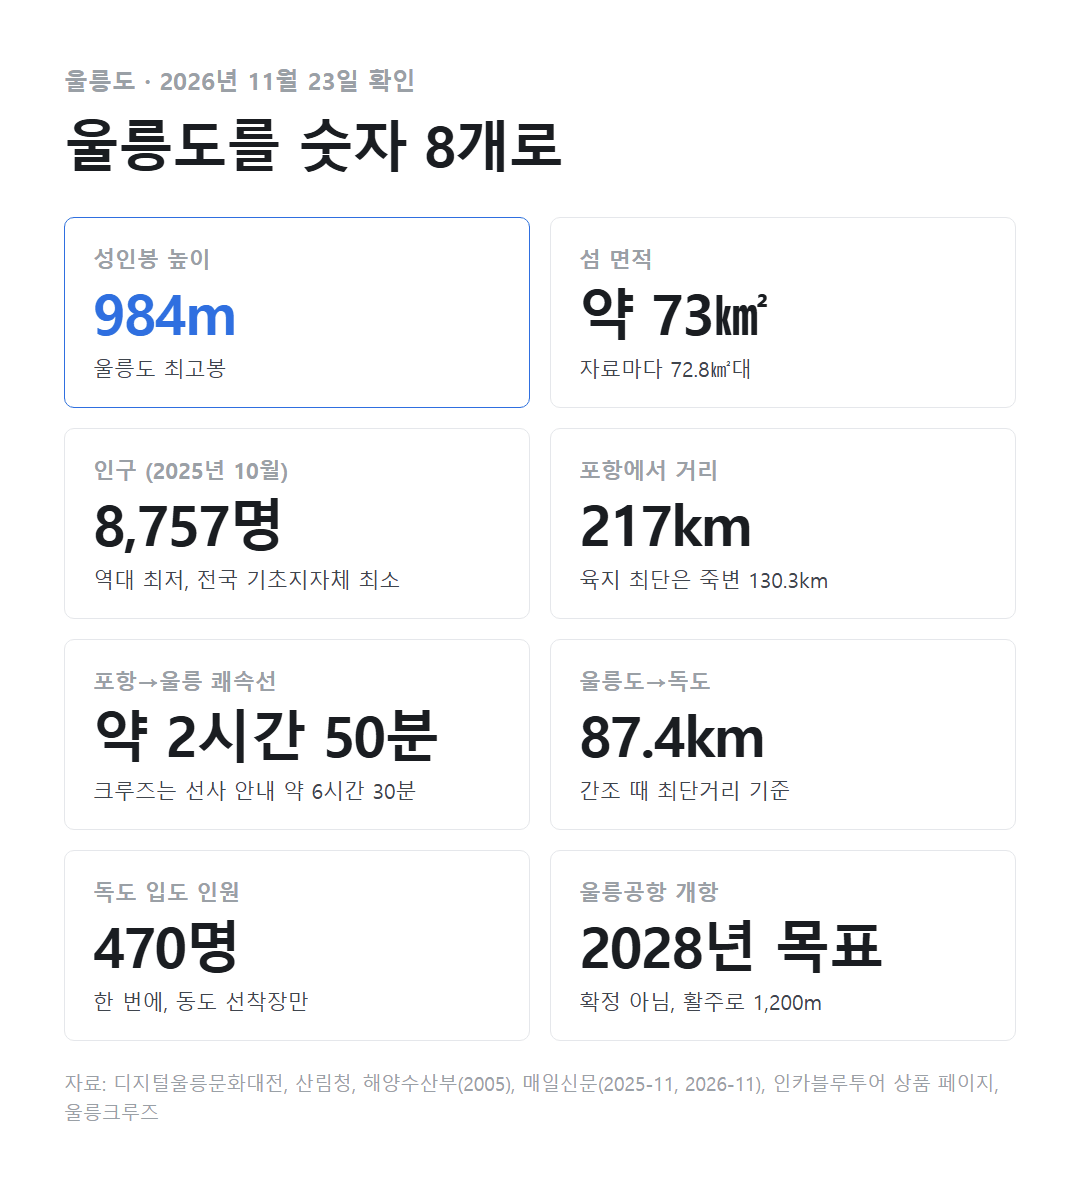 울릉도 · 2026년 11월 23일 확인
울릉도를 숫자 8개로
성인봉 높이
984m
울릉도 최고봉
섬 면적
약 73㎢
자료마다 72.8㎢대
인구 (2025년 10월)
8,757명
역대 최저, 전국 기초지자체 최소
포항에서 거리
217km
육지 최단은 죽변 130.3km
포항→울릉 쾌속선
약 2시간 50분
크루즈는 선사 안내 약 6시간 30분
울릉도→독도
87.4km
간조 때 최단거리 기준
독도 입도 인원
470명
한 번에, 동도 선착장만
울릉공항 개항
2028년 목표
확정 아님, 활주로 1,200m
자료: 디지털울릉문화대전, 산림청, 해양수산부(2005), 매일신문(2025-11, 2026-11), 인카블루투어 상품 페이지,
울릉크루즈